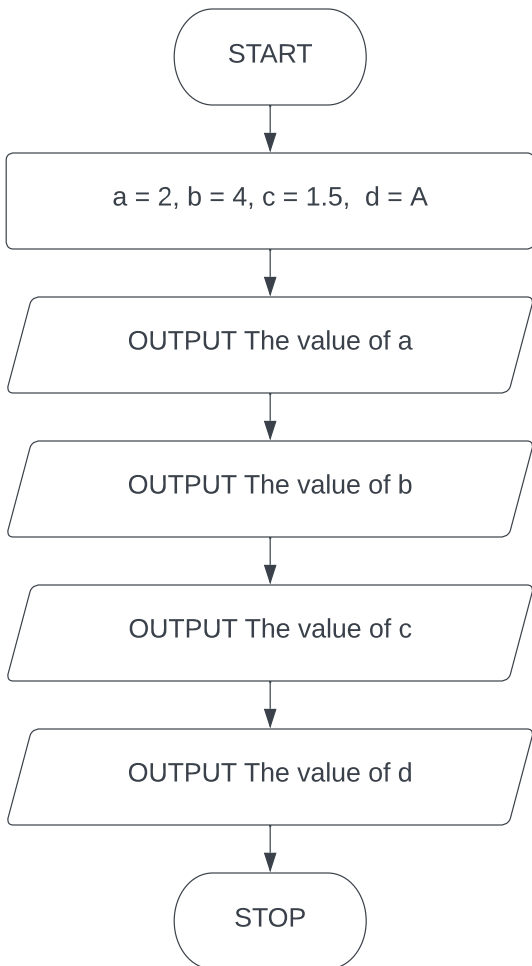 START
a = 2, b = 4, c = 1.5,  d = A
OUTPUT The value of a
OUTPUT The value of b
OUTPUT The value of c
OUTPUT The value of d
STOP